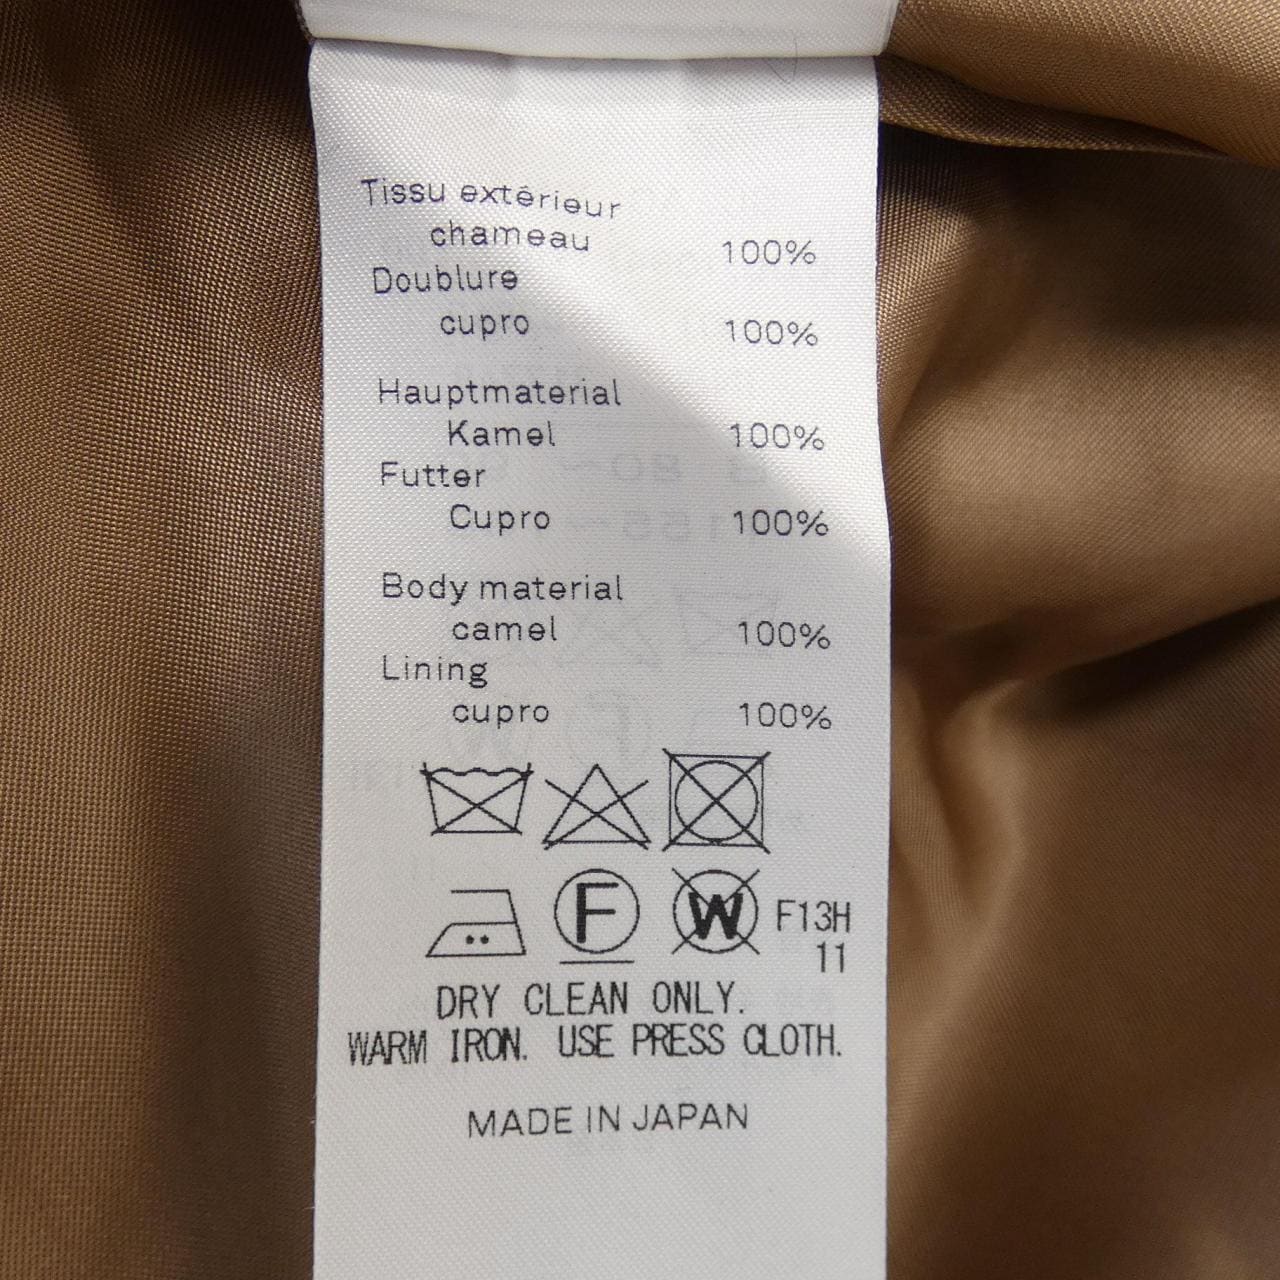 Tissu extérieur
chameau 100%
Doublure
cupro 100%
Hauptmaterial
Kamel 100%
Futter
Cupro 100%
Body material
camel 100%
Lining
cupro 100%
F W F13H
11
DRY CLEAN ONLY.
WARM IRON. USE PRESS CLOTH.
MADE IN JAPAN